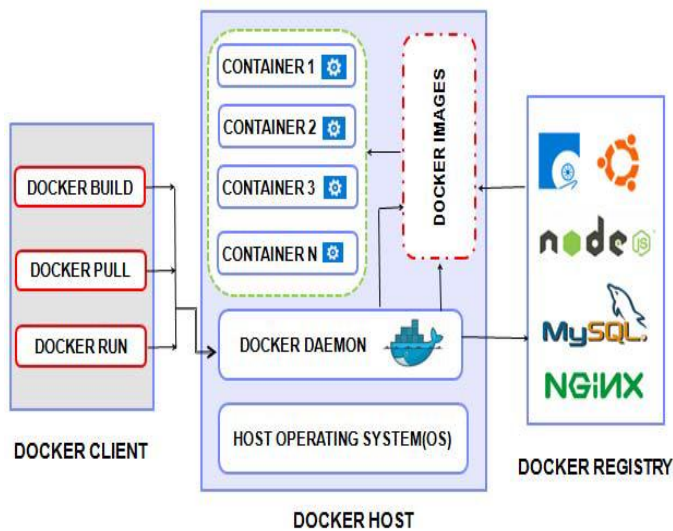 DOCKER BUILD
DOCKER PULL
DOCKER RUN
DOCKER CLIENT
CONTAINER 1
CONTAINER 2
CONTAINER 3
CONTAINER N
DOCKER IMAGES
DOCKER DAEMON
HOST OPERATING SYSTEM(OS)
DOCKER HOST
node
JS
MySQL
NGiNX
DOCKER REGISTRY